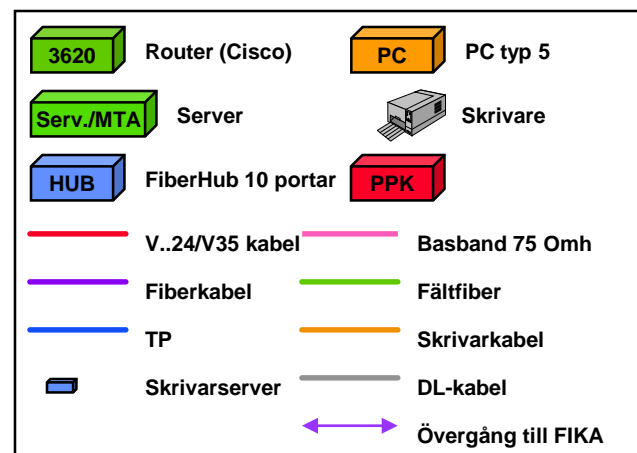 3620 Router (Cisco) PC PC typ 5
Serv./MTA Server Skrivare
HUB FiberHub 10 portar PPK
V..24/V35 kabel Basband 75 Omh
Fiberkabel Fältfiber
TP Skrivarkabel
Skrivarserver DL-kabel
Övergång till FIKA